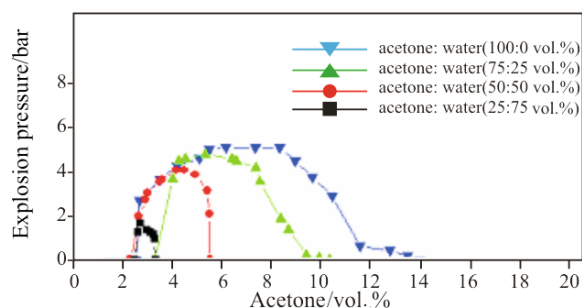 acetone: water(100:0 vol.%)
acetone: water(75:25 vol.%)
acetone: water(50:50 vol.%)
acetone: water(25:75 vol.%)
Explosion pressure/bar
8
6
4
2
0
0 2 4 6 8 10 12 14 16 18 20
Acetone/vol.%